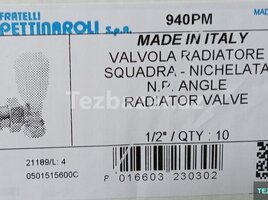 FRATELLI
PETTINAROLI S.p.A. 940PM
MADE IN ITALY
VALVOLA RADIATORE
SQUADRA - NICHELATA
N.P. ANGLE
RADIATOR VALVE
1/2" / QTY : 10
21189/L: 4
0501515600C
P 016603 230302